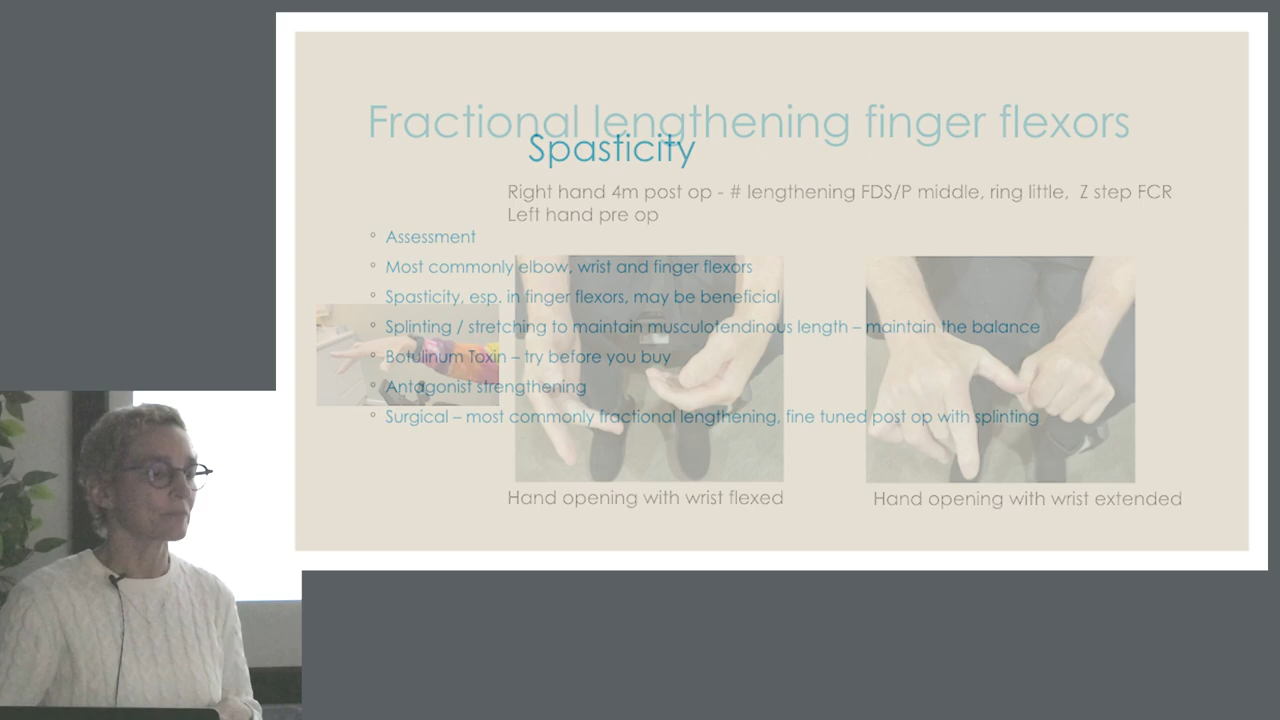 Fractional lengthening finger flexors
Spasticity
Right hand 4m post op - # lengthening FDS/P middle, ring little, Z step FCR
Left hand pre op
° Assessment
° Most commonly elbow, wrist and finger flexors
° Spasticity, esp. in finger flexors, may be beneficial
° Splinting / stretching to maintain musculotendinous length – maintain the balance
° Botulinum Toxin – try before you buy
° Antagonist strengthening
° Surgical – most commonly fractional lengthening, fine tuned post op with splinting
Hand opening with wrist flexed
Hand opening with wrist extended